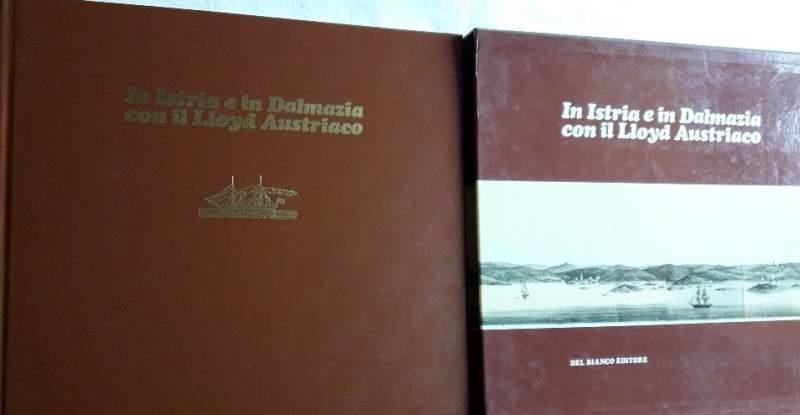 In Istria e in Dalmazia
con il Lloyd Austriaco
In Istria e in Dalmazia
con il Lloyd Austriaco
DEL BIANCO EDITORE